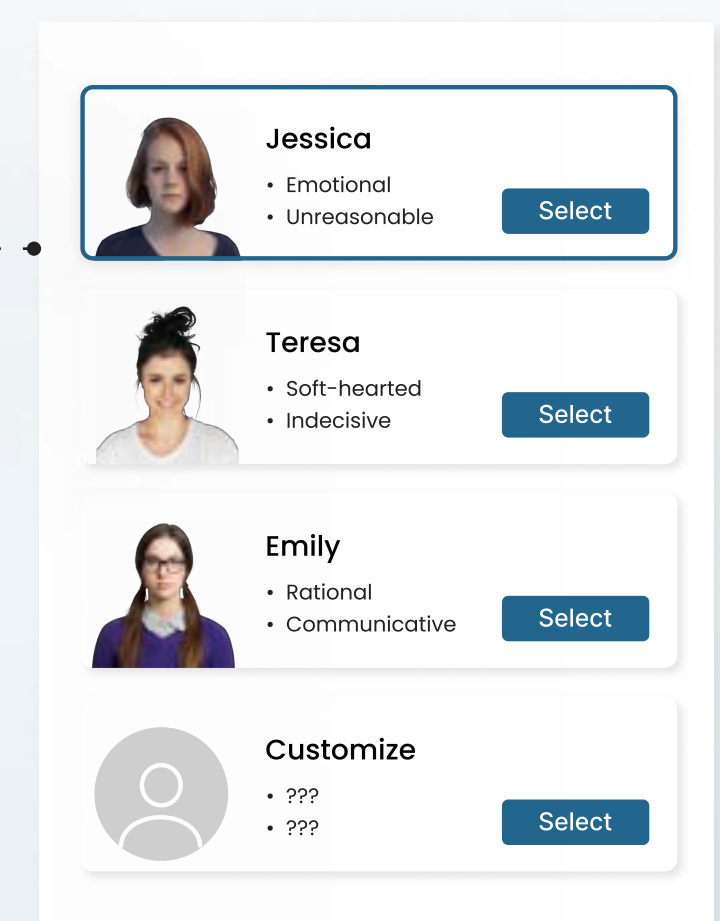 Jessica
• Emotional
• Unreasonable
Select
Teresa
• Soft-hearted
• Indecisive
Select
Emily
• Rational
• Communicative
Select
Customize
• ???
• ???
Select